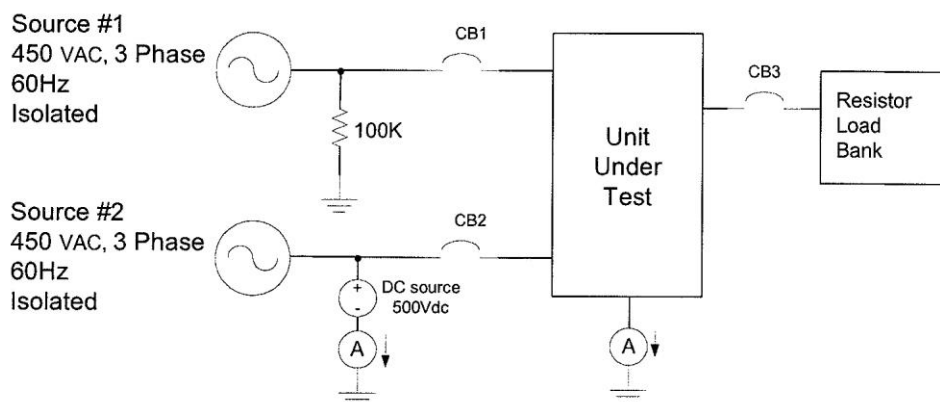 Source #1
450 VAC, 3 Phase
60Hz
Isolated
CB1
100K
Unit
Under
Test
CB3
Resistor
Load
Bank
Source #2
450 VAC, 3 Phase
60Hz
Isolated
CB2
+
-
DC source
500Vdc
A
A